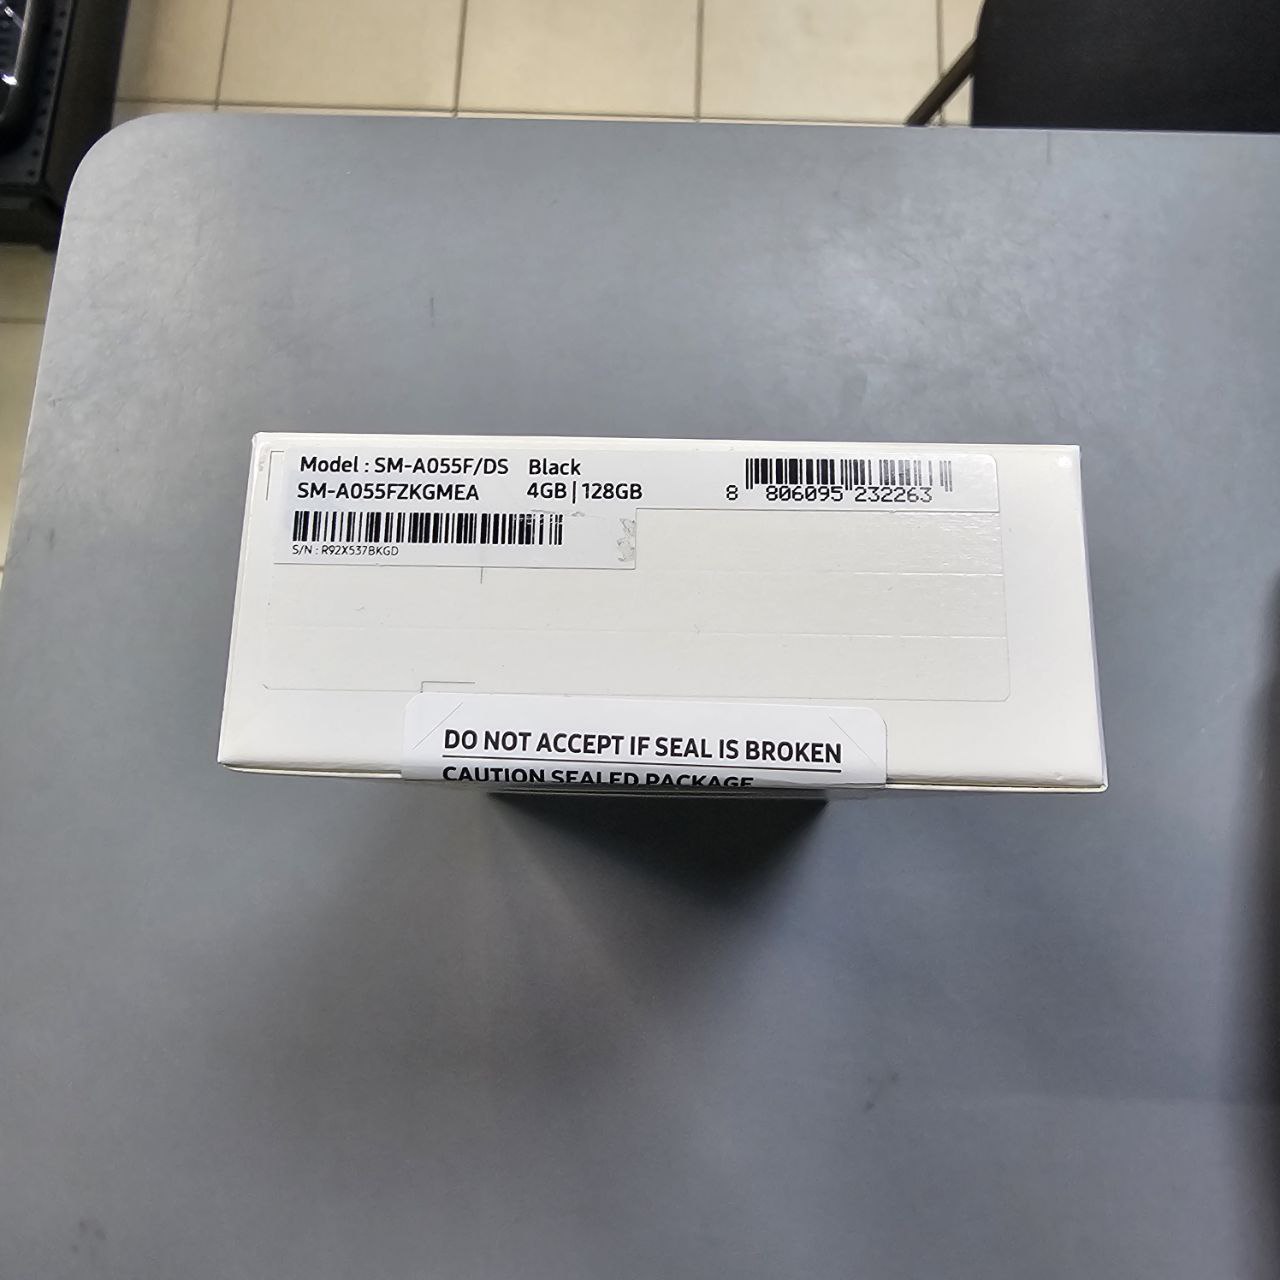 Model : SM-A055F/DS Black
SM-A055FZKGMEA 4GB | 128GB
8 806095 232263
S/N : R92X537BKGD
DO NOT ACCEPT IF SEAL IS BROKEN
CAUTION SEALED PACKAGE